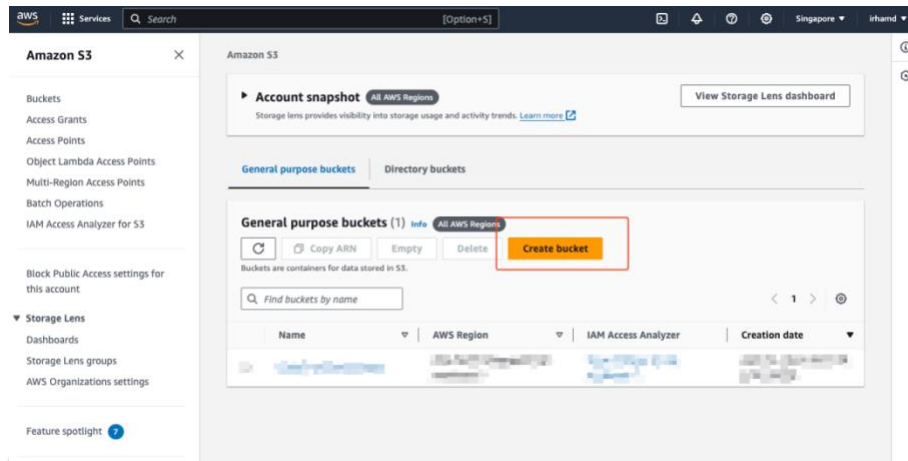 aws Services Search [Option+S] Singapore irhamd
Amazon S3
Buckets
Access Grants
Access Points
Object Lambda Access Points
Multi-Region Access Points
Batch Operations
IAM Access Analyzer for S3
Block Public Access settings for
this account
Storage Lens
Dashboards
Storage Lens groups
AWS Organizations settings
Feature spotlight 7
Amazon S3
Account snapshot All AWS Regions View Storage Lens dashboard
Storage lens provides visibility into storage usage and activity trends. Learn more
General purpose buckets Directory buckets
General purpose buckets (1) Info All AWS Regions
Copy ARN Empty Delete Create bucket
Buckets are containers for data stored in S3.
Find buckets by name 1
Name AWS Region IAM Access Analyzer Creation date